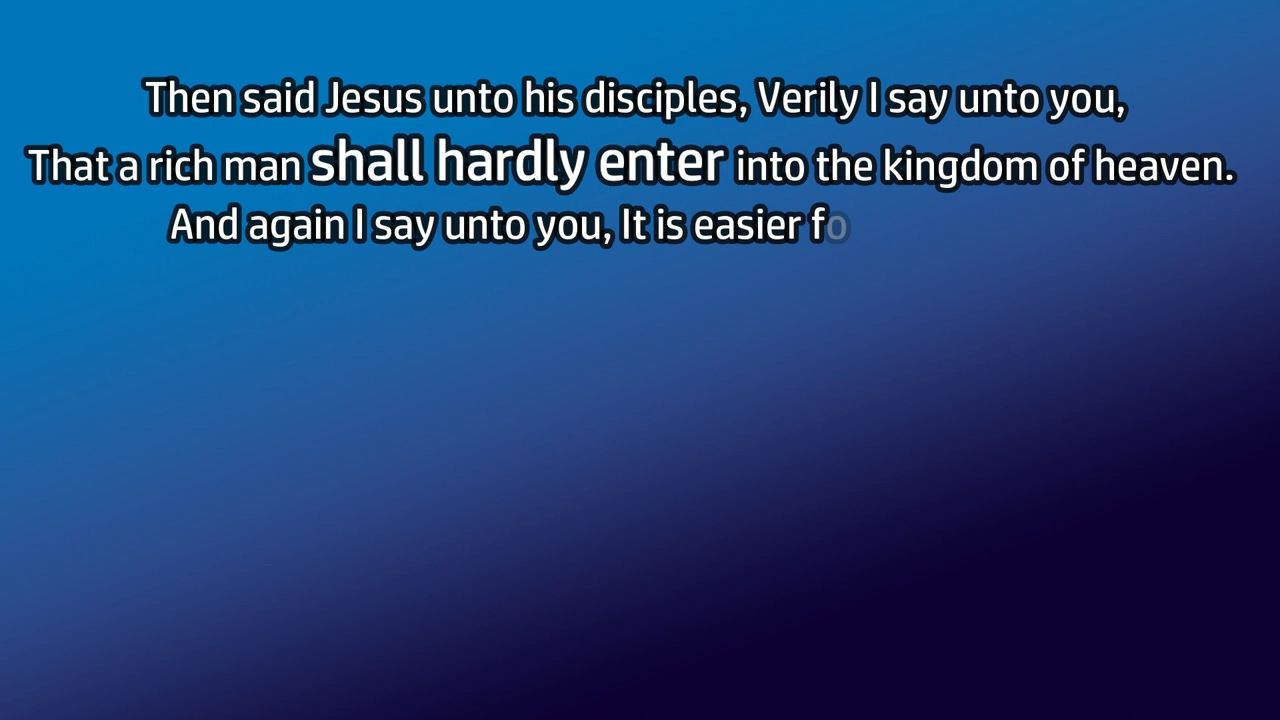 Then said Jesus unto his disciples, Verily I say unto you,
That a rich man shall hardly enter into the kingdom of heaven.
And again I say unto you, It is easier fo